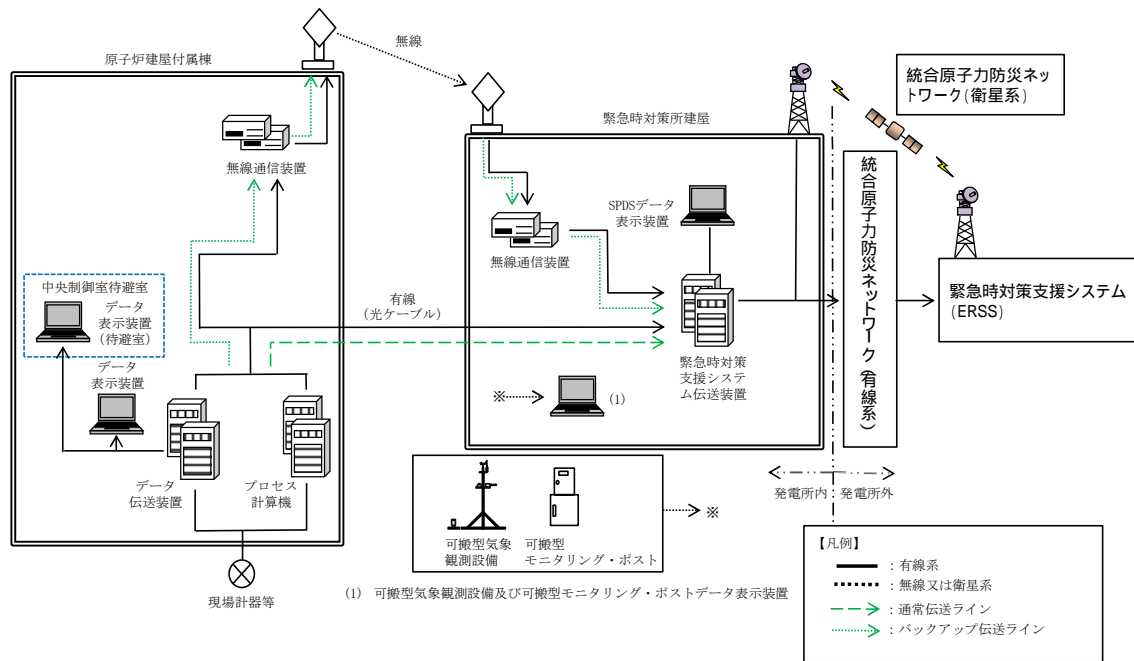 原子炉建屋付属棟
無線
無線通信装置
中央制御室待避室
データ
表示装置
(待避室)
データ
表示装置
データ
伝送装置
プロセス
計算機
現場計器等
有線
(光ケーブル)
緊急時対策所建屋
無線通信装置
SPDSデータ
表示装置
緊急時対策
支援システ
ム伝送装置
※
(1)
可搬型気象
観測設備
可搬型
モニタリング・ポスト
※
(1) 可搬型気象観測設備及び可搬型モニタリング・ポストデータ表示装置
統合原子力防災ネッ
トワーク(衛星系)
統合原子力防災ネットワーク(有線系)
緊急時対策支援システム
(ERSS)
発電所内
発電所外
【凡例】
:有線系
:無線又は衛星系
:通常伝送ライン
:バックアップ伝送ライン